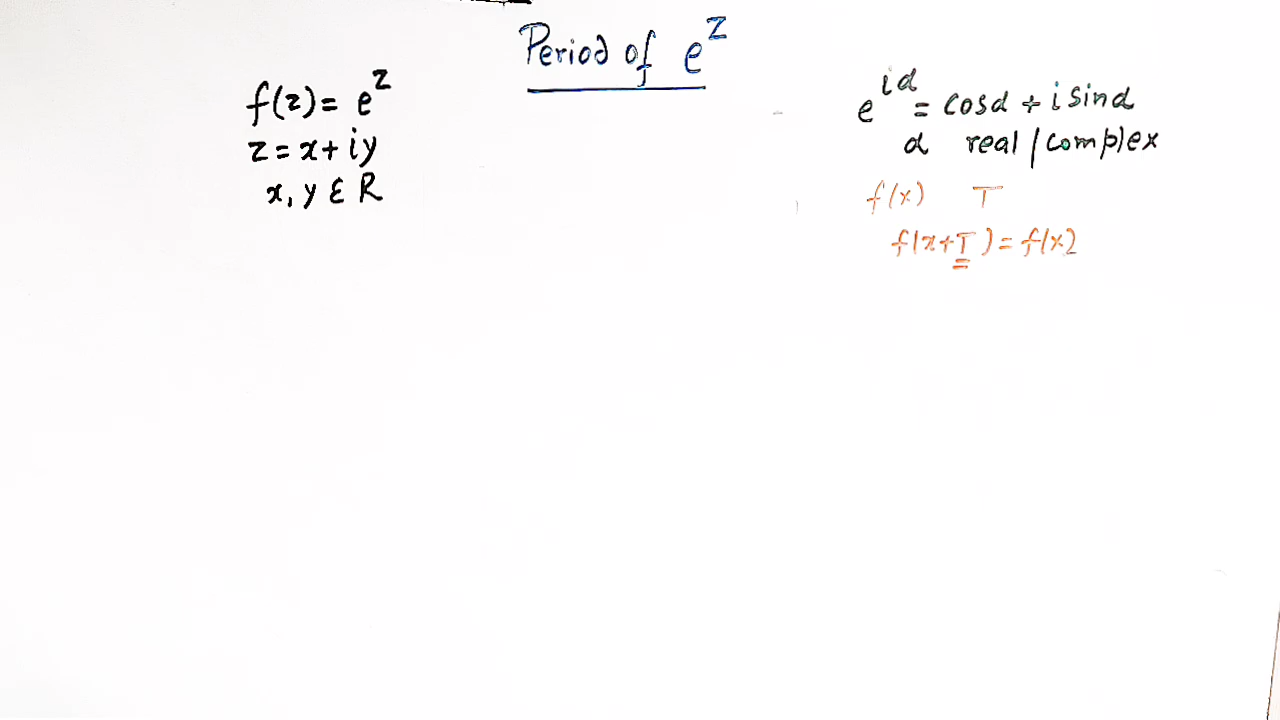 Period of e^z
f(z) = e^z
z = x + iy
x, y ε R
e^{iα} = cosα + i sinα
α real / complex
f(x) T
f(x+T) = f(x)